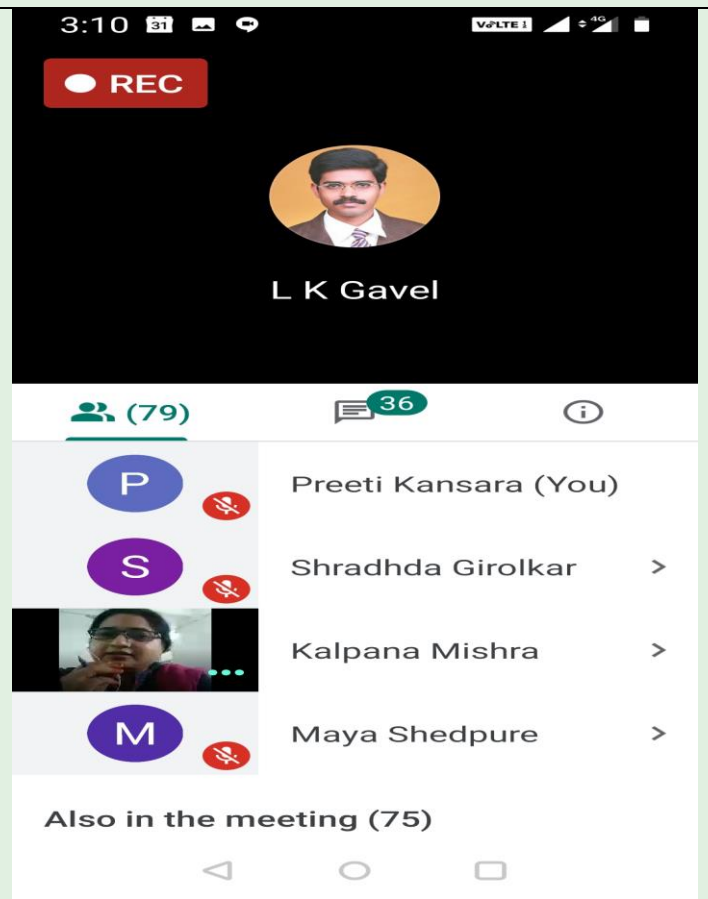 3:10 31 VoLTE 1 4G
REC
L K Gavel
(79) 36
P Preeti Kansara (You)
S Shradhda Girolkar
Kalpana Mishra
M Maya Shedpure
Also in the meeting (75)